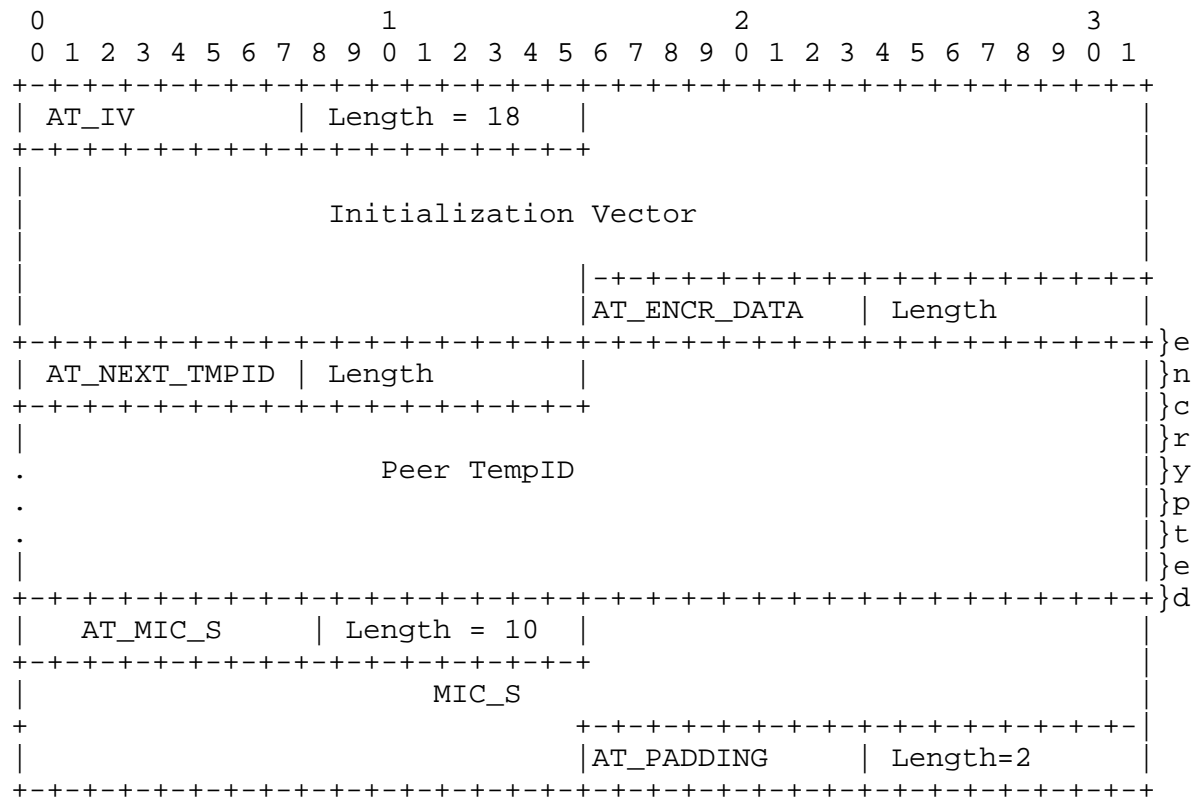 0                   1                   2                   3
 0 1 2 3 4 5 6 7 8 9 0 1 2 3 4 5 6 7 8 9 0 1 2 3 4 5 6 7 8 9 0 1
+-+-+-+-+-+-+-+-+-+-+-+-+-+-+-+-+-+-+-+-+-+-+-+-+-+-+-+-+-+-+-+-+
| AT_IV         | Length = 18   |                               |
+-+-+-+-+-+-+-+-+-+-+-+-+-+-+-+-+                               |
|                                                               |
|                 Initialization Vector                         |
|                                                               |
|                               |-+-+-+-+-+-+-+-+-+-+-+-+-+-+-+-+
|                               |AT_ENCR_DATA   | Length        |
+-+-+-+-+-+-+-+-+-+-+-+-+-+-+-+-+-+-+-+-+-+-+-+-+-+-+-+-+-+-+-+-+}e
| AT_NEXT_TMPID | Length        |                               |}n
+-+-+-+-+-+-+-+-+-+-+-+-+-+-+-+-+                               |}c
|                                                               |}r
.                    Peer TempID                                |}y
.                                                               |}p
.                                                               |}t
|                                                               |}e
+-+-+-+-+-+-+-+-+-+-+-+-+-+-+-+-+-+-+-+-+-+-+-+-+-+-+-+-+-+-+-+-+}d
|   AT_MIC_S     | Length = 10  |                               |
+-+-+-+-+-+-+-+-+-+-+-+-+-+-+-+-+                               |
|                       MIC_S                                   |
+                               +-+-+-+-+-+-+-+-+-+-+-+-+-+-+-+-|
|                               |AT_PADDING     | Length=2      |
+-+-+-+-+-+-+-+-+-+-+-+-+-+-+-+-+-+-+-+-+-+-+-+-+-+-+-+-+-+-+-+-+